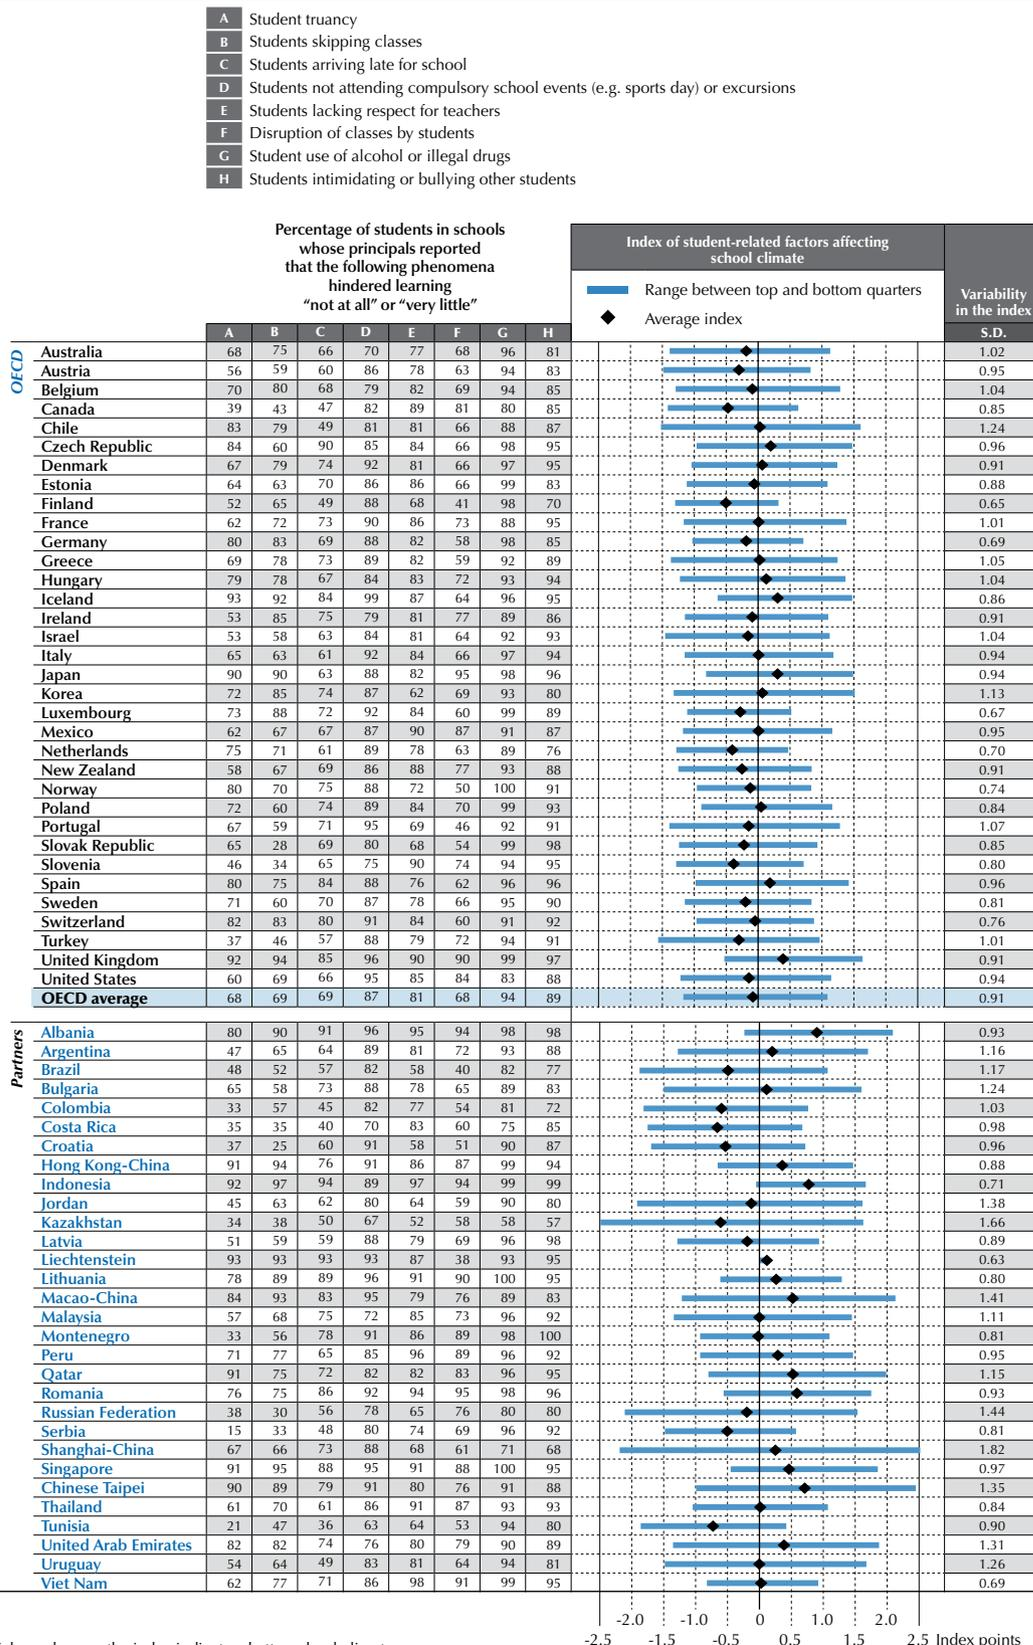 A Student truancy
B Students skipping classes
C Students arriving late for school
D Students not attending compulsory school events (e.g. sports day) or excursions
E Students lacking respect for teachers
F Disruption of classes by students
G Student use of alcohol or illegal drugs
H Students intimidating or bullying other students
Percentage of students in schools
whose principals reported
that the following phenomena
hindered learning
“not at all” or “very little”
Index of student-related factors affecting
school climate
Range between top and bottom quarters
Average index
Variability
in the index
A B C D E F G H S.D.
OECD
Australia 68 75 66 70 77 68 96 81 1.02
Austria 56 59 60 86 78 63 94 83 0.95
Belgium 70 80 68 79 82 69 94 85 1.04
Canada 39 43 47 82 89 81 80 85 0.85
Chile 83 79 49 81 81 66 88 87 1.24
Czech Republic 84 60 90 85 84 66 98 95 0.96
Denmark 67 79 74 92 81 66 97 95 0.91
Estonia 64 63 70 86 86 66 99 83 0.88
Finland 52 65 49 88 68 41 98 70 0.65
France 62 72 73 90 86 73 88 95 1.01
Germany 80 83 69 88 82 58 98 85 0.69
Greece 69 78 73 89 82 59 92 89 1.05
Hungary 79 78 67 84 83 72 93 94 1.04
Iceland 93 92 84 99 87 64 96 95 0.86
Ireland 53 85 75 79 81 77 89 86 0.91
Israel 53 58 63 84 81 64 92 93 1.04
Italy 65 63 61 92 84 66 97 94 0.94
Japan 90 90 63 88 82 95 98 96 0.94
Korea 72 85 74 87 62 69 93 80 1.13
Luxembourg 73 88 72 92 84 60 99 89 0.67
Mexico 62 67 67 87 90 87 91 87 0.95
Netherlands 75 71 61 89 78 63 89 76 0.70
New Zealand 58 67 69 86 88 77 93 88 0.91
Norway 80 70 75 88 72 50 100 91 0.74
Poland 72 60 74 89 84 70 99 93 0.84
Portugal 67 59 71 95 69 46 92 91 1.07
Slovak Republic 65 28 69 80 68 54 99 98 0.85
Slovenia 46 34 65 75 90 74 94 95 0.80
Spain 80 75 84 88 76 62 96 96 0.96
Sweden 71 60 70 87 78 66 95 90 0.81
Switzerland 82 83 80 91 84 60 91 92 0.76
Turkey 37 46 57 88 79 72 94 91 1.01
United Kingdom 92 94 85 96 90 90 99 97 0.91
United States 60 69 66 95 85 84 83 88 0.94
OECD average 68 69 69 87 81 68 94 89 0.91
Partners
Albania 80 90 91 96 95 94 98 98 0.93
Argentina 47 65 64 89 81 72 93 88 1.16
Brazil 48 52 57 82 58 40 82 77 1.17
Bulgaria 65 58 73 88 78 65 89 83 1.24
Colombia 33 57 45 82 77 54 81 72 1.03
Costa Rica 35 35 40 70 83 60 75 85 0.98
Croatia 37 25 60 91 58 51 90 87 0.96
Hong Kong-China 91 94 76 91 86 87 99 94 0.88
Indonesia 92 97 94 89 97 94 99 99 0.71
Jordan 45 63 62 80 64 59 90 80 1.38
Kazakhstan 34 38 50 67 52 58 58 57 1.66
Latvia 51 59 59 88 79 69 96 98 0.89
Liechtenstein 93 93 93 93 87 38 93 95 0.63
Lithuania 78 89 89 96 91 90 100 95 0.80
Macao-China 84 93 83 95 79 76 89 83 1.41
Malaysia 57 68 75 72 85 73 96 92 1.11
Montenegro 33 56 78 91 86 89 98 100 0.81
Peru 71 77 65 85 96 89 96 92 0.95
Qatar 91 75 72 82 82 83 96 95 1.15
Romania 76 75 86 92 94 95 98 96 0.93
Russian Federation 38 30 56 78 65 76 80 80 1.44
Serbia 15 33 48 80 74 69 96 92 0.81
Shanghai-China 67 66 73 88 68 61 71 68 1.82
Singapore 91 95 88 95 91 88 100 95 0.97
Chinese Taipei 90 89 79 91 80 76 91 88 1.35
Thailand 61 70 61 86 91 87 93 93 0.84
Tunisia 21 47 36 63 64 53 94 80 0.90
United Arab Emirates 82 82 74 76 80 79 90 89 1.31
Uruguay 54 64 49 83 81 64 94 81 1.26
Viet Nam 62 77 71 86 98 91 99 95 0.69
-2.0 -1.0 0 1.0 2.0
-2.5 -1.5 -0.5 0.5 1.5 2.5 Index points